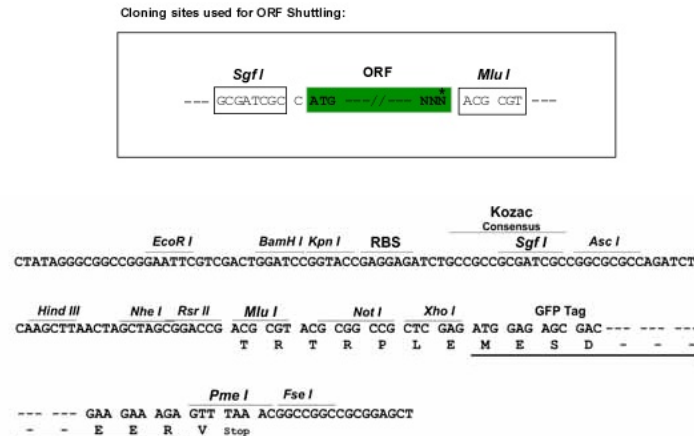 Cloning sites used for ORF Shuttling:
Sgf I ORF Mlu I
--- GCGATCGC C ATG ---//--- NNN* ACG CGT ---
Kozac
Consensus
EcoR I BamH I Kpn I RBS Sgf I Asc I
CTATAGGGCGGCCGGGAATTCGTCGACTGGATCCGGTACCGAGGAGATCTGCCGCCGCGATCGCCGGCGCGCCAGATCT
Hind III Nhe I Rsr II Mlu I Not I Xho I GFP Tag
CAAGCTTAACTAGCTAGCGGACCG ACG CGT ACG CGG CCG CTC GAG ATG GAG AGC GAC--- --- ---
T R T R P L E M E S D - - -
Pme I Fse I
--- --- GAA GAA AGA GTT TAA ACGGCCGGCCGCGGAGCT
- - E E R V Stop